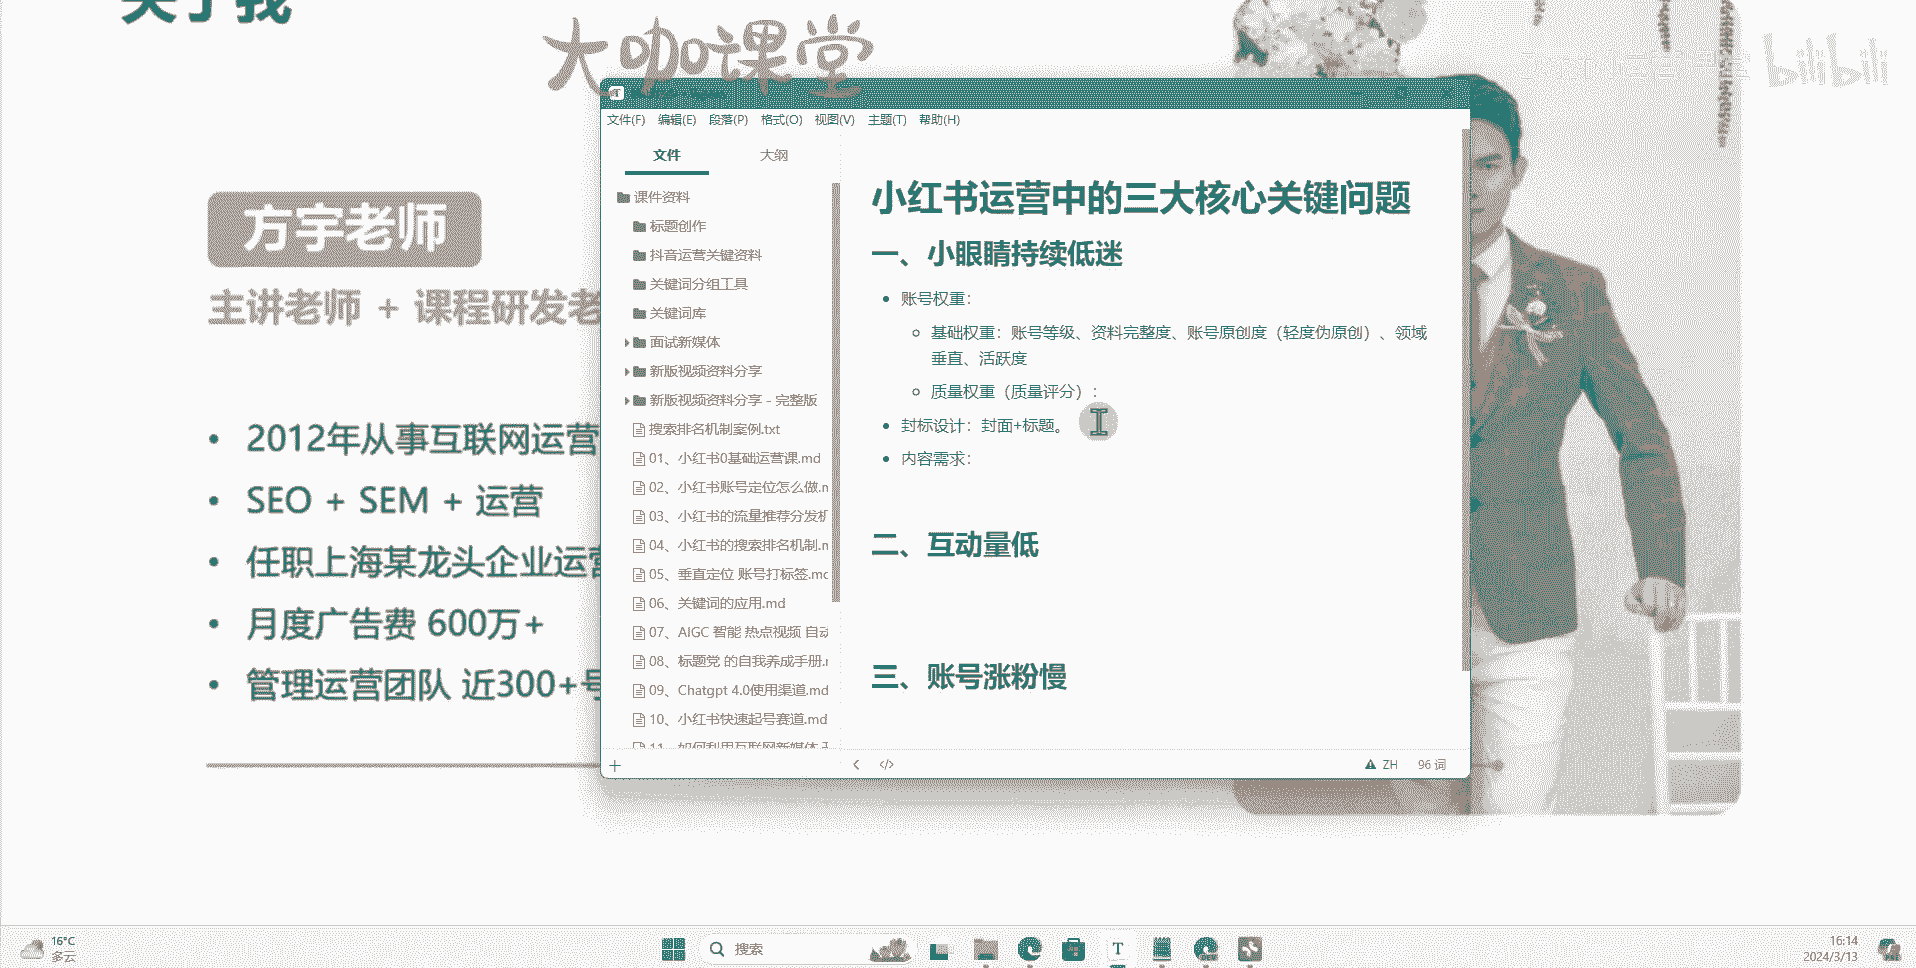 关于我
大咖课堂
bilibili
方宇老师
主讲老师 + 课程研发老
2012年从事互联网运营
SEO + SEM + 运营
任职上海某龙头企业运营
月度广告费 600万+
管理运营团队 近300+号
文件(F) 编辑(E) 段落(P) 格式(O) 视图(V) 主题(T) 帮助(H)
文件 大纲
课件资料
标题创作
抖音运营关键资料
关键词分组工具
关键词库
面试新媒体
新版视频资料分享
新版视频资料分享 - 完整版
搜索排名机制案例.txt
01、小红书0基础运营课.md
02、小红书账号定位怎么做.m
03、小红书的流量推荐分发机
04、小红书的搜索排名机制.m
05、垂直定位 账号打标签.mc
06、关键词的应用.md
07、AIGC 智能 热点视频 自动
08、标题党 的自我养成手册.r
09、Chatgpt 4.0使用渠道.md
10、小红书快速起号赛道.md
11、如何利用互联网新媒体
小红书运营中的三大核心关键问题
一、小眼睛持续低迷
账号权重：
基础权重：账号等级、资料完整度、账号原创度（轻度伪原创）、领域
垂直、活跃度
质量权重（质量评分）：
封标设计：封面+标题。
内容需求：
二、互动量低
三、账号涨粉慢
ZH 96 词
16°C
多云
搜索
16:14
2024/3/13